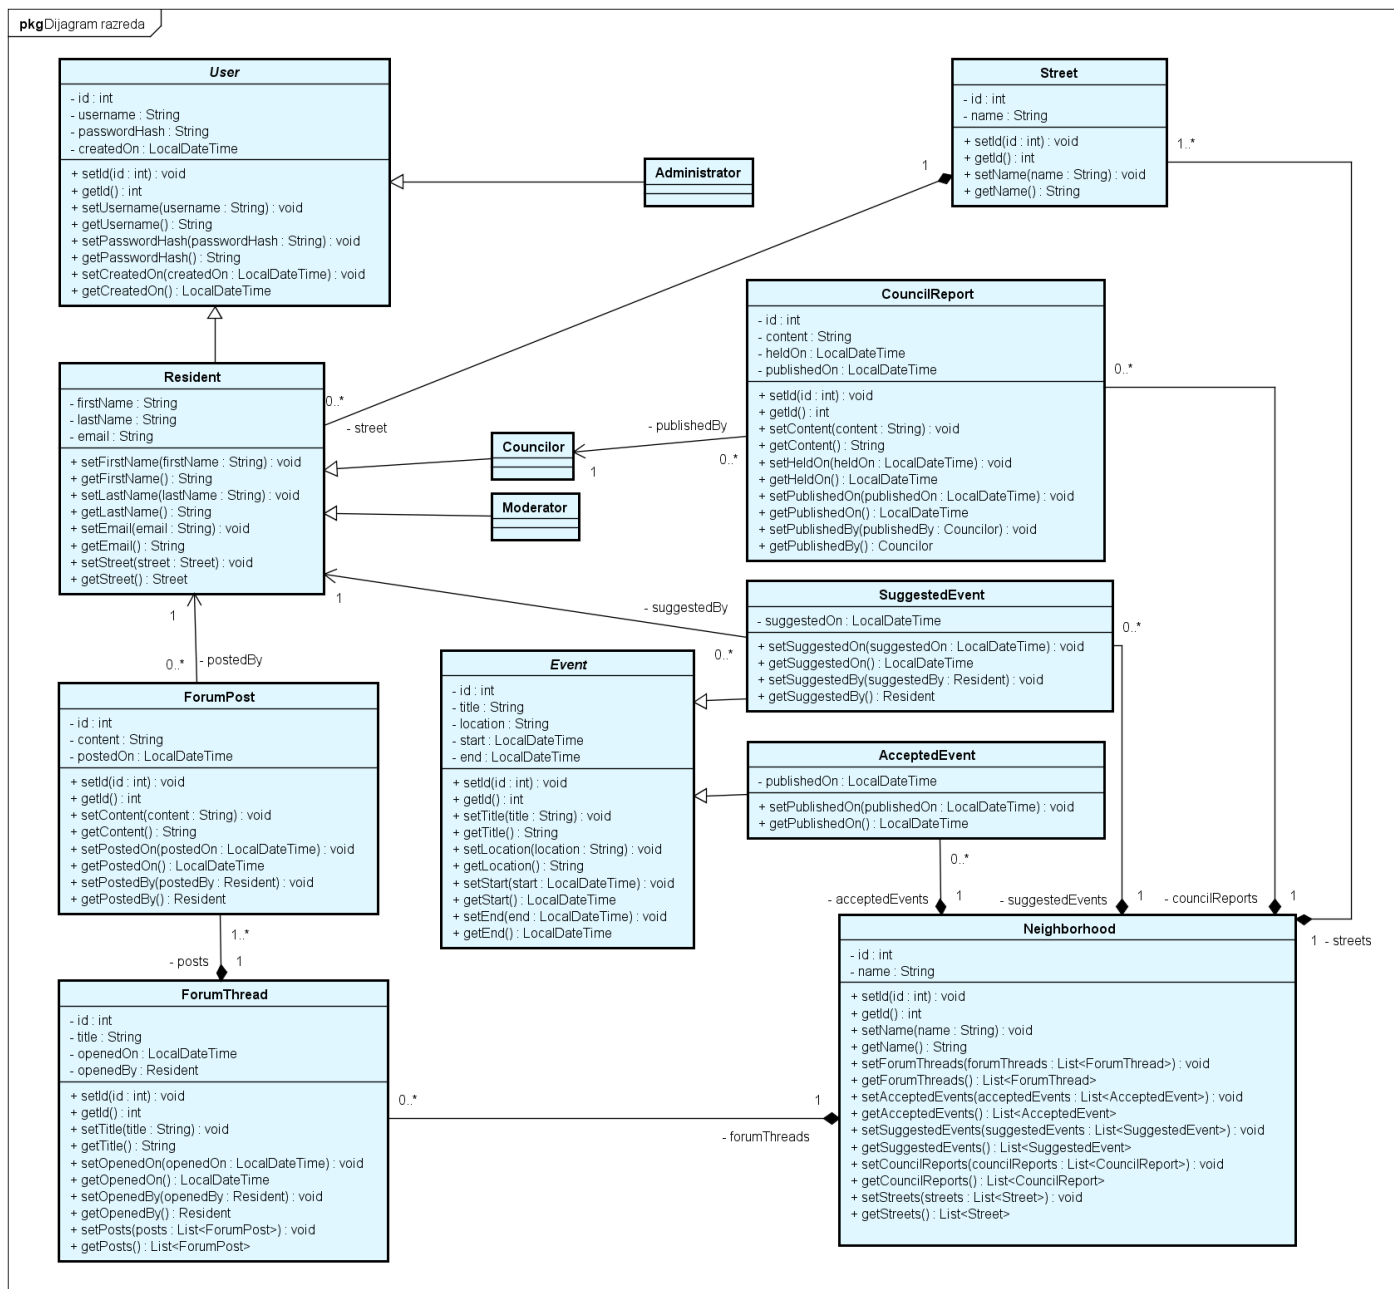 pkg Dijagram razreda
User
- id : int
- username : String
- passwordHash : String
- createdOn : LocalDateTime
+ setId(id : int) : void
+ getId() : int
+ setUsername(username : String) : void
+ getUsername() : String
+ setPasswordHash(passwordHash : String) : void
+ getPasswordHash() : String
+ setCreatedOn(createdOn : LocalDateTime) : void
+ getCreatedOn() : LocalDateTime
Administrator
Street
- id : int
- name : String
+ setId(id : int) : void
+ getId() : int
+ setName(name : String) : void
+ getName() : String
1
1..*
Resident
- firstName : String
- lastName : String
- email : String
+ setFirstName(firstName : String) : void
+ getFirstName() : String
+ setLastName(lastName : String) : void
+ getLastName() : String
+ setEmail(email : String) : void
+ getEmail() : String
+ setStreet(street : Street) : void
+ getStreet() : Street
0..*
- street
Councilor
Moderator
1
- publishedBy
0..*
CouncilReport
- id : int
- content : String
- heldOn : LocalDateTime
- publishedOn : LocalDateTime
+ setId(id : int) : void
+ getId() : int
+ setContent(content : String) : void
+ getContent() : String
+ setHeldOn(heldOn : LocalDateTime) : void
+ getHeldOn() : LocalDateTime
+ setPublishedOn(publishedOn : LocalDateTime) : void
+ getPublishedOn() : LocalDateTime
+ setPublishedBy(publishedBy : Councilor) : void
+ getPublishedBy() : Councilor
0..*
1
- suggestedBy
0..*
SuggestedEvent
- suggestedOn : LocalDateTime
+ setSuggestedOn(suggestedOn : LocalDateTime) : void
+ getSuggestedOn() : LocalDateTime
+ setSuggestedBy(suggestedBy : Resident) : void
+ getSuggestedBy() : Resident
0..*
1
0..*
- postedBy
ForumPost
- id : int
- content : String
- postedOn : LocalDateTime
+ setId(id : int) : void
+ getId() : int
+ setContent(content : String) : void
+ getContent() : String
+ setPostedOn(postedOn : LocalDateTime) : void
+ getPostedOn() : LocalDateTime
+ setPostedBy(postedBy : Resident) : void
+ getPostedBy() : Resident
Event
- id : int
- title : String
- location : String
- start : LocalDateTime
- end : LocalDateTime
+ setId(id : int) : void
+ getId() : int
+ setTitle(title : String) : void
+ getTitle() : String
+ setLocation(location : String) : void
+ getLocation() : String
+ setStart(start : LocalDateTime) : void
+ getStart() : LocalDateTime
+ setEnd(end : LocalDateTime) : void
+ getEnd() : LocalDateTime
AcceptedEvent
- publishedOn : LocalDateTime
+ setPublishedOn(publishedOn : LocalDateTime) : void
+ getPublishedOn() : LocalDateTime
0..*
- acceptedEvents
1
- suggestedEvents
1
- councilReports
1
1
- streets
1..*
- posts
1
ForumThread
- id : int
- title : String
- openedOn : LocalDateTime
- openedBy : Resident
+ setId(id : int) : void
+ getId() : int
+ setTitle(title : String) : void
+ getTitle() : String
+ setOpenedOn(openedOn : LocalDateTime) : void
+ getOpenedOn() : LocalDateTime
+ setOpenedBy(openedBy : Resident) : void
+ getOpenedBy() : Resident
+ setPosts(posts : List<ForumPost>) : void
+ getPosts() : List<ForumPost>
0..*
1
- forumThreads
Neighborhood
- id : int
- name : String
+ setId(id : int) : void
+ getId() : int
+ setName(name : String) : void
+ getName() : String
+ setForumThreads(forumThreads : List<ForumThread>) : void
+ getForumThreads() : List<ForumThread>
+ setAcceptedEvents(acceptedEvents : List<AcceptedEvent>) : void
+ getAcceptedEvents() : List<AcceptedEvent>
+ setSuggestedEvents(suggestedEvents : List<SuggestedEvent>) : void
+ getSuggestedEvents() : List<SuggestedEvent>
+ setCouncilReports(councilReports : List<CouncilReport>) : void
+ getCouncilReports() : List<CouncilReport>
+ setStreets(streets : List<Street>) : void
+ getStreets() : List<Street>